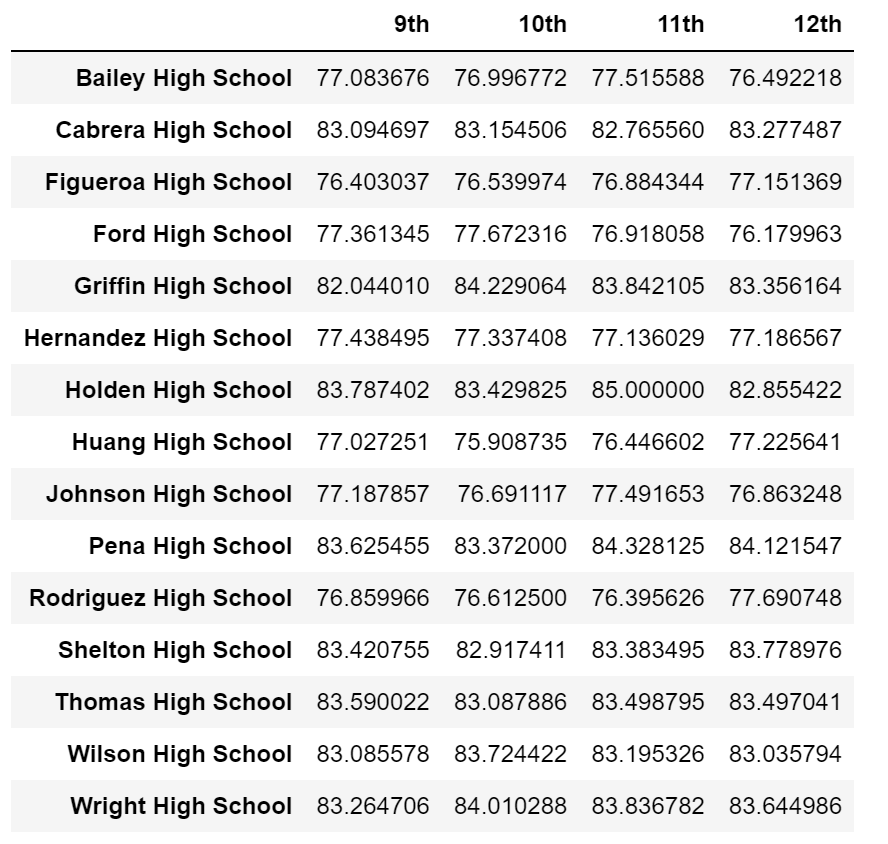 9th 10th 11th 12th
Bailey High School 77.083676 76.996772 77.515588 76.492218
Cabrera High School 83.094697 83.154506 82.765560 83.277487
Figueroa High School 76.403037 76.539974 76.884344 77.151369
Ford High School 77.361345 77.672316 76.918058 76.179963
Griffin High School 82.044010 84.229064 83.842105 83.356164
Hernandez High School 77.438495 77.337408 77.136029 77.186567
Holden High School 83.787402 83.429825 85.000000 82.855422
Huang High School 77.027251 75.908735 76.446602 77.225641
Johnson High School 77.187857 76.691117 77.491653 76.863248
Pena High School 83.625455 83.372000 84.328125 84.121547
Rodriguez High School 76.859966 76.612500 76.395626 77.690748
Shelton High School 83.420755 82.917411 83.383495 83.778976
Thomas High School 83.590022 83.087886 83.498795 83.497041
Wilson High School 83.085578 83.724422 83.195326 83.035794
Wright High School 83.264706 84.010288 83.836782 83.644986